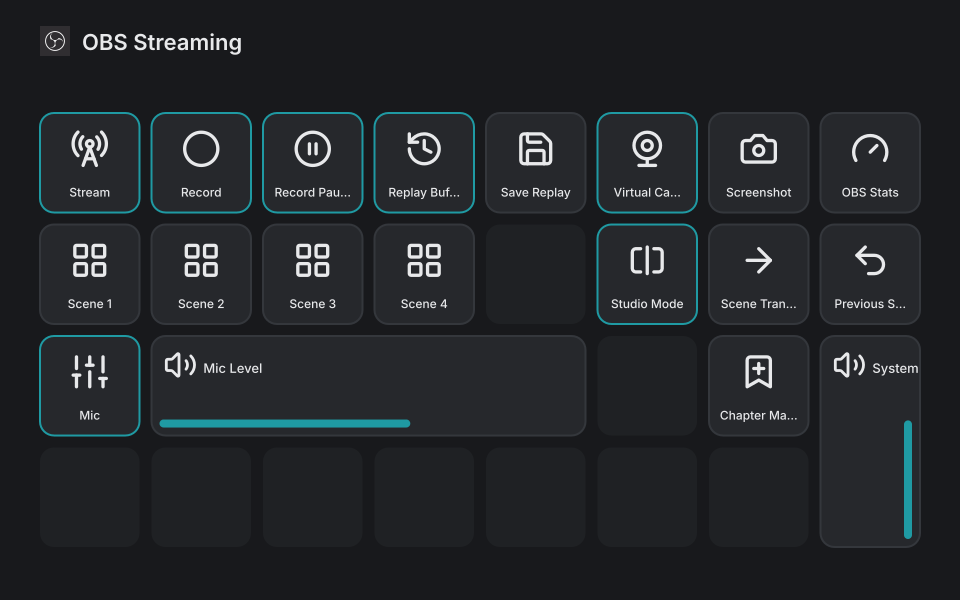 OBS Streaming
Stream
Record
Record Pau...
Replay Buf...
Save Replay
Virtual Ca...
Screenshot
OBS Stats
Scene 1
Scene 2
Scene 3
Scene 4
Studio Mode
Scene Tran...
Previous S...
Mic
Mic Level
Chapter Ma...
System